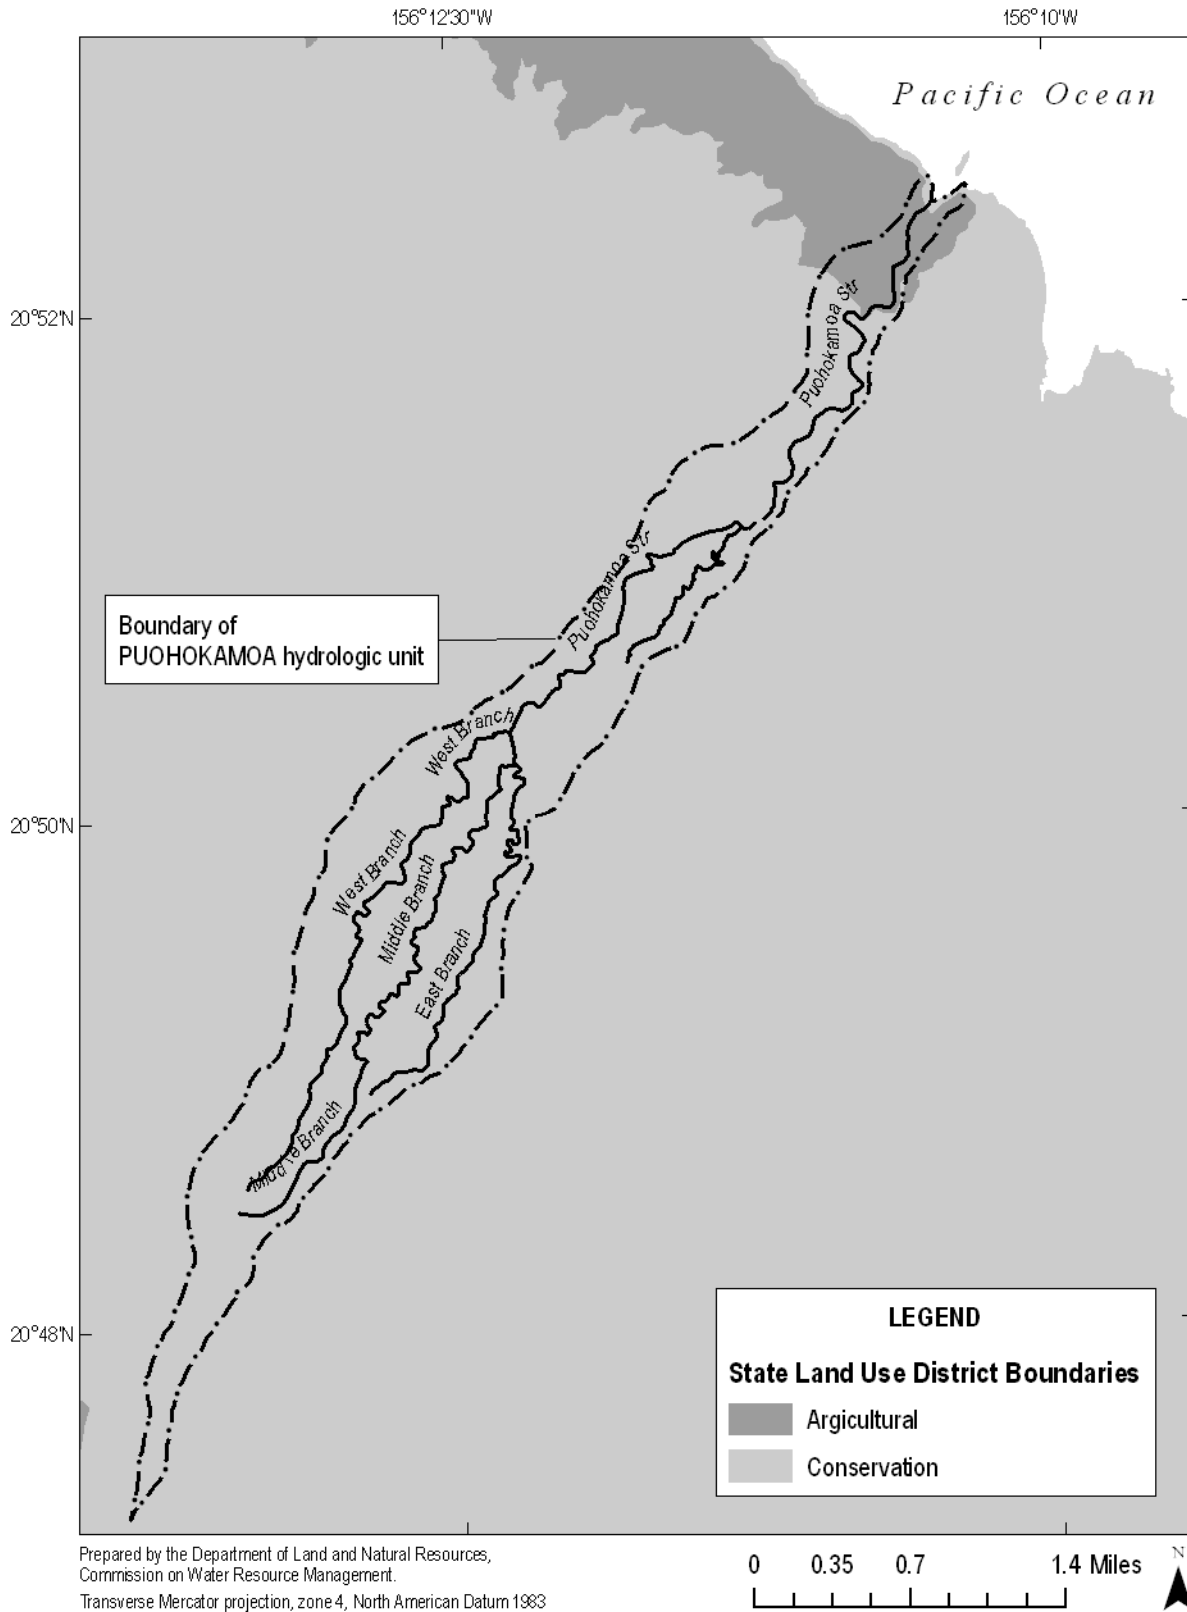 156°12'30"W
156°10'W
Pacific Ocean
20°52'N
Puohokamoa Str
Puohokamoa Str
Boundary of
PUOHOKAMOA hydrologic unit
West Branch
20°50'N
West Branch
Middle Branch
East Branch
Middle Branch
20°48'N
LEGEND
State Land Use District Boundaries
Argicultural
Conservation
Prepared by the Department of Land and Natural Resources,
Commission on Water Resource Management.
Transverse Mercator projection, zone 4, North American Datum 1983
0 0.35 0.7 1.4 Miles
N